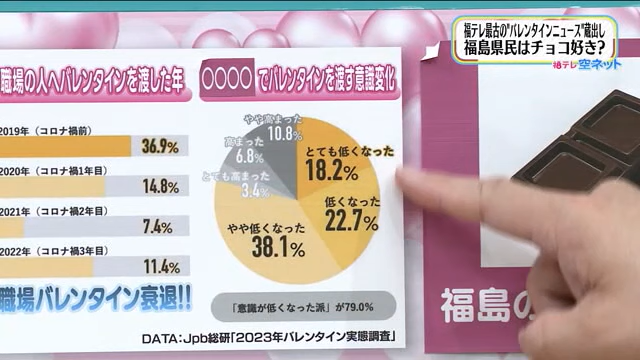 福テレ最古の"バレンタインニュース"蔵出し
福島県民はチョコ好き?
福テレ空ネット
職場の人へバレンタインを渡した年
2019年（コロナ禍前）
36.9%
2020年（コロナ禍1年目）
14.8%
2021年（コロナ禍2年目）
7.4%
2022年（コロナ禍3年目）
11.4%
職場バレンタイン衰退!!
○○○○でバレンタインを渡す意識変化
やや高まった
10.8%
高まった
6.8%
とても高まった
3.4%
とても低くなった
18.2%
低くなった
22.7%
やや低くなった
38.1%
「意識が低くなった派」が79.0%
DATA:Jpb総研「2023年バレンタイン実態調査」
福島の